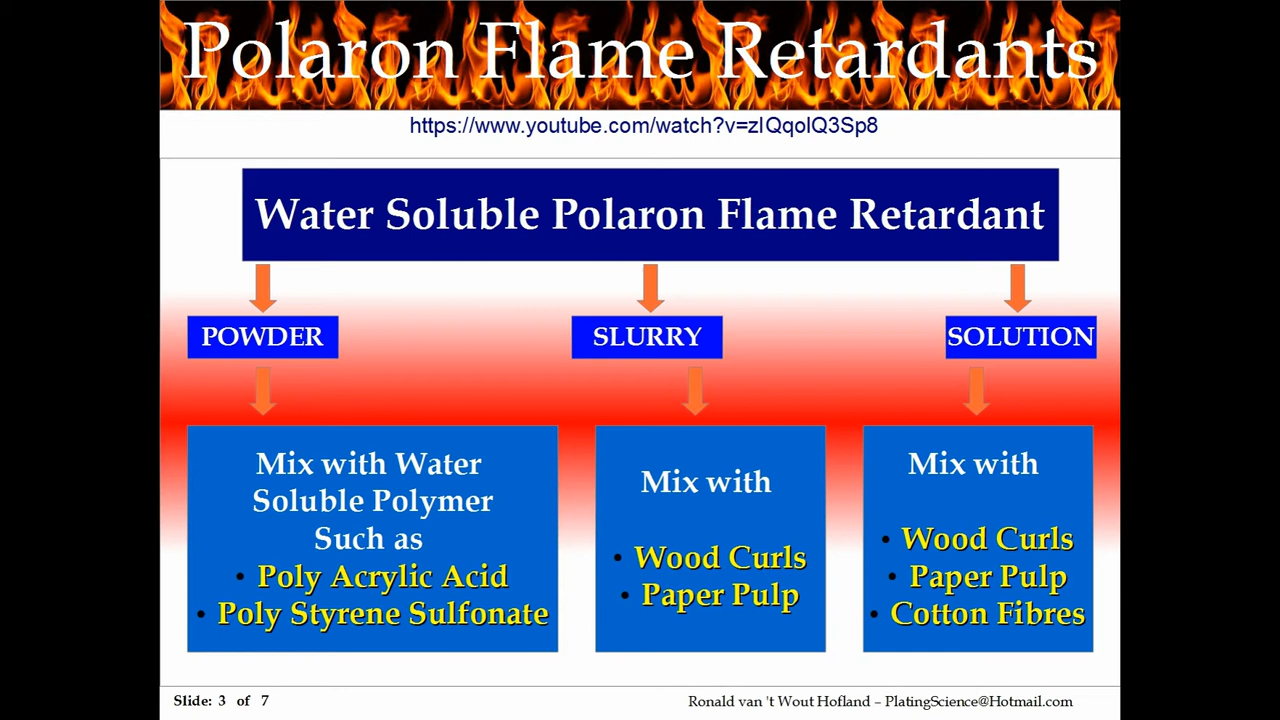 Polaron Flame Retardants
https://www.youtube.com/watch?v=zIQqoIQ3Sp8
Water Soluble Polaron Flame Retardant
POWDER
SLURRY
SOLUTION
Mix with Water
Soluble Polymer
Such as
• Poly Acrylic Acid
• Poly Styrene Sulfonate
Mix with
• Wood Curls
• Paper Pulp
Mix with
• Wood Curls
• Paper Pulp
• Cotton Fibres
Slide: 3 of 7
Ronald van 't Wout Hofland – PlatingScience@Hotmail.com